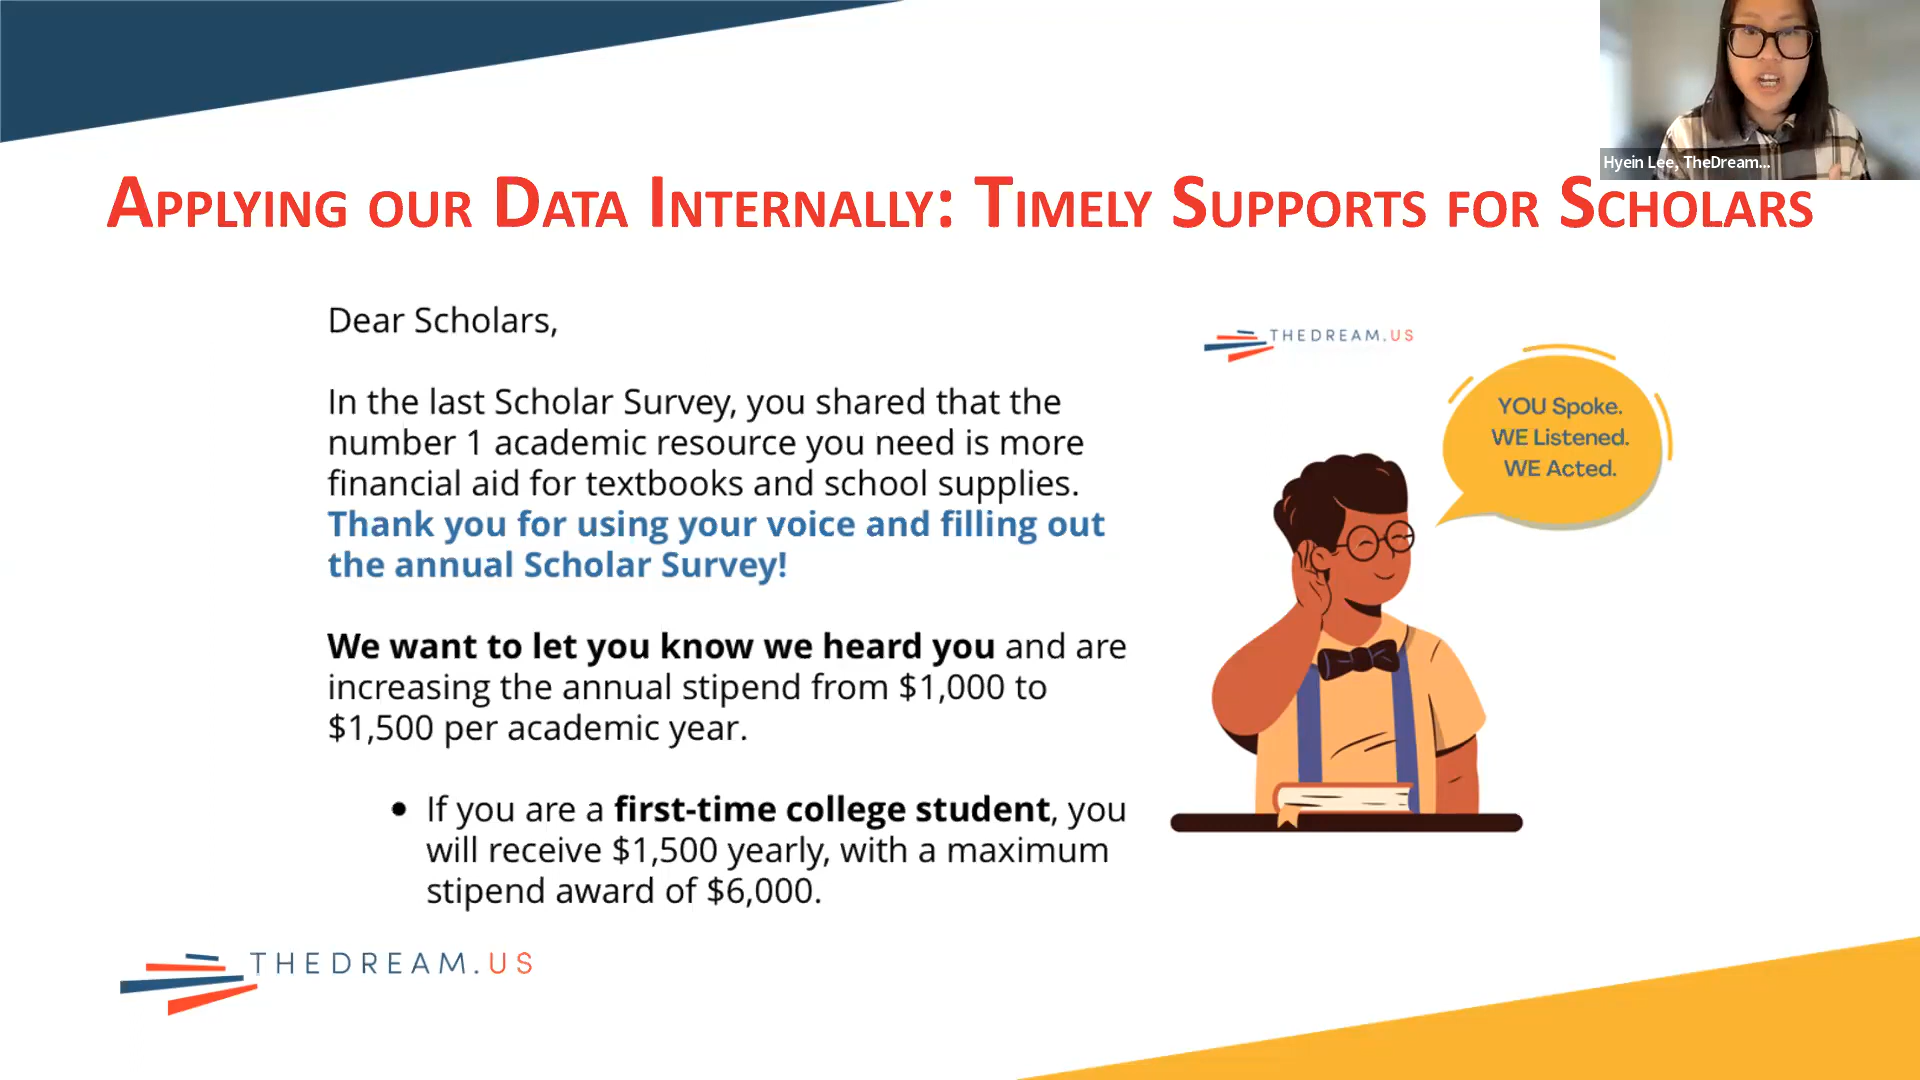 Hyein Lee, TheDream...
APPLYING OUR DATA INTERNALLY: TIMELY SUPPORTS FOR SCHOLARS
Dear Scholars,
In the last Scholar Survey, you shared that the
number 1 academic resource you need is more
financial aid for textbooks and school supplies.
Thank you for using your voice and filling out
the annual Scholar Survey!
We want to let you know we heard you and are
increasing the annual stipend from $1,000 to
$1,500 per academic year.
• If you are a first-time college student, you
will receive $1,500 yearly, with a maximum
stipend award of $6,000.
THEDREAM.US
YOU Spoke.
WE Listened.
WE Acted.
THEDREAM.US